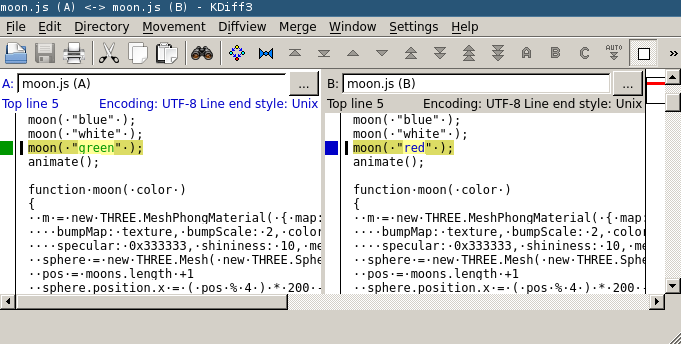 moon.js (A) <-> moon.js (B) - KDiff3
File Edit Directory Movement Diffview Merge Window Settings Help
A B C AUTO »
A: moon.js (A) ...
Top line 5 Encoding: UTF-8 Line end style: Unix
moon(·"blue"·);
moon(·"white"·);
moon(·"green"·);
animate();
function·moon(·color·)
{
··m·=·new·THREE.MeshPhongMaterial(·{·map:
····bumpMap:·texture,·bumpScale:·2,·color
····specular:·0x333333,·shininess:·10,·me
··sphere·=·new·THREE.Mesh(·new·THREE.Sphe
··pos·=·moons.length·+1
··sphere.position.x·=·(·pos·%·4·)·*·200·-
B: moon.js (B) ...
Top line 5 Encoding: UTF-8 Line end style: Unix
moon(·"blue"·);
moon(·"white"·);
moon(·"red"·);
animate();
function·moon(·color·)
{
··m·=·new·THREE.MeshPhongMaterial(·{·map:
····bumpMap:·texture,·bumpScale:·2,·color
····specular:·0x333333,·shininess:·10,·me
··sphere·=·new·THREE.Mesh(·new·THREE.Sphe
··pos·=·moons.length·+1
··sphere.position.x·=·(·pos·%·4·)·*·200·-